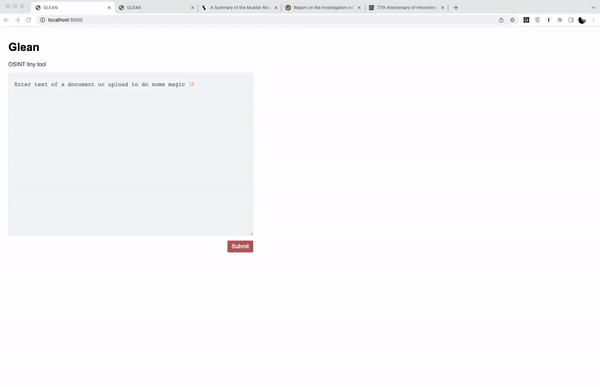 GLEAN
GLEAN
A Summary of the Mueller Rep
Report on the Investigation Int
77th Anniversary of Hiroshima
localhost:5000
Glean
OSINT tiny tool
Enter text of a document or upload to do some magic ✨
Submit